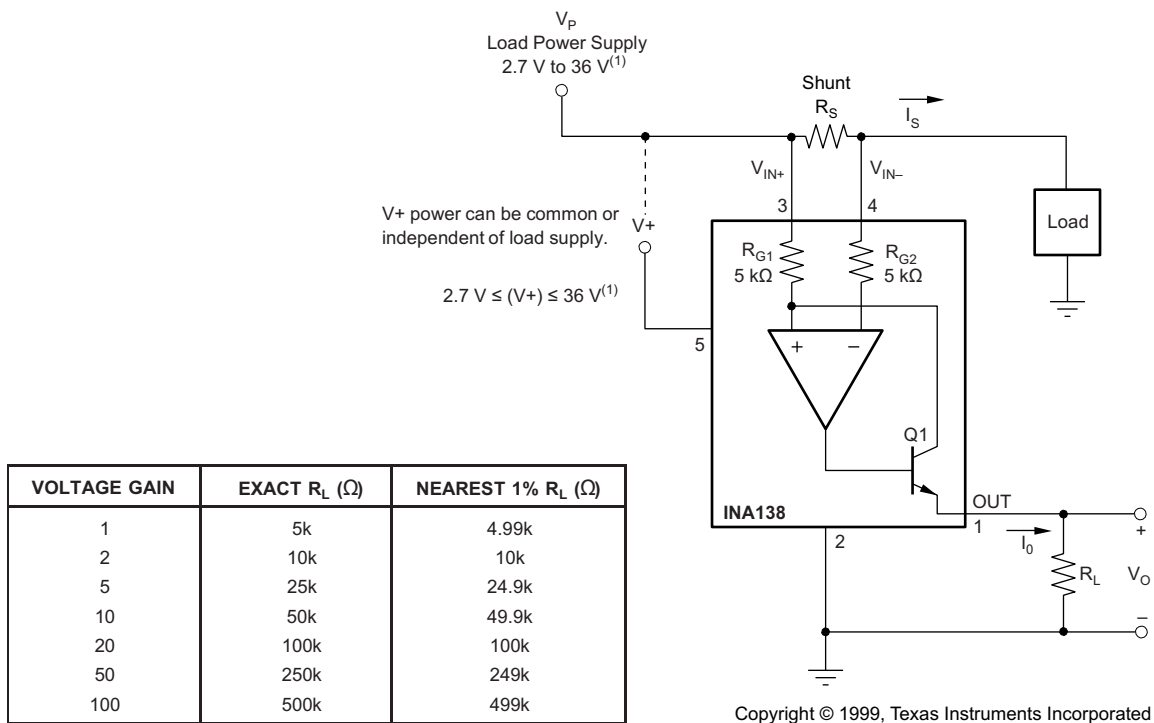 V_P
Load Power Supply
2.7 V to 36 V^(1)
Shunt
R_S
I_S
V_IN+
V_IN–
3
4
V+ power can be common or
independent of load supply.
V+
2.7 V ≤ (V+) ≤ 36 V^(1)
5
R_G1
5 kΩ
R_G2
5 kΩ
Load
+
–
Q1
INA138
OUT
1
2
I_0
R_L
+
V_O
–
VOLTAGE GAIN EXACT R_L (Ω) NEAREST 1% R_L (Ω)
1 5k 4.99k
2 10k 10k
5 25k 24.9k
10 50k 49.9k
20 100k 100k
50 250k 249k
100 500k 499k
Copyright © 1999, Texas Instruments Incorporated